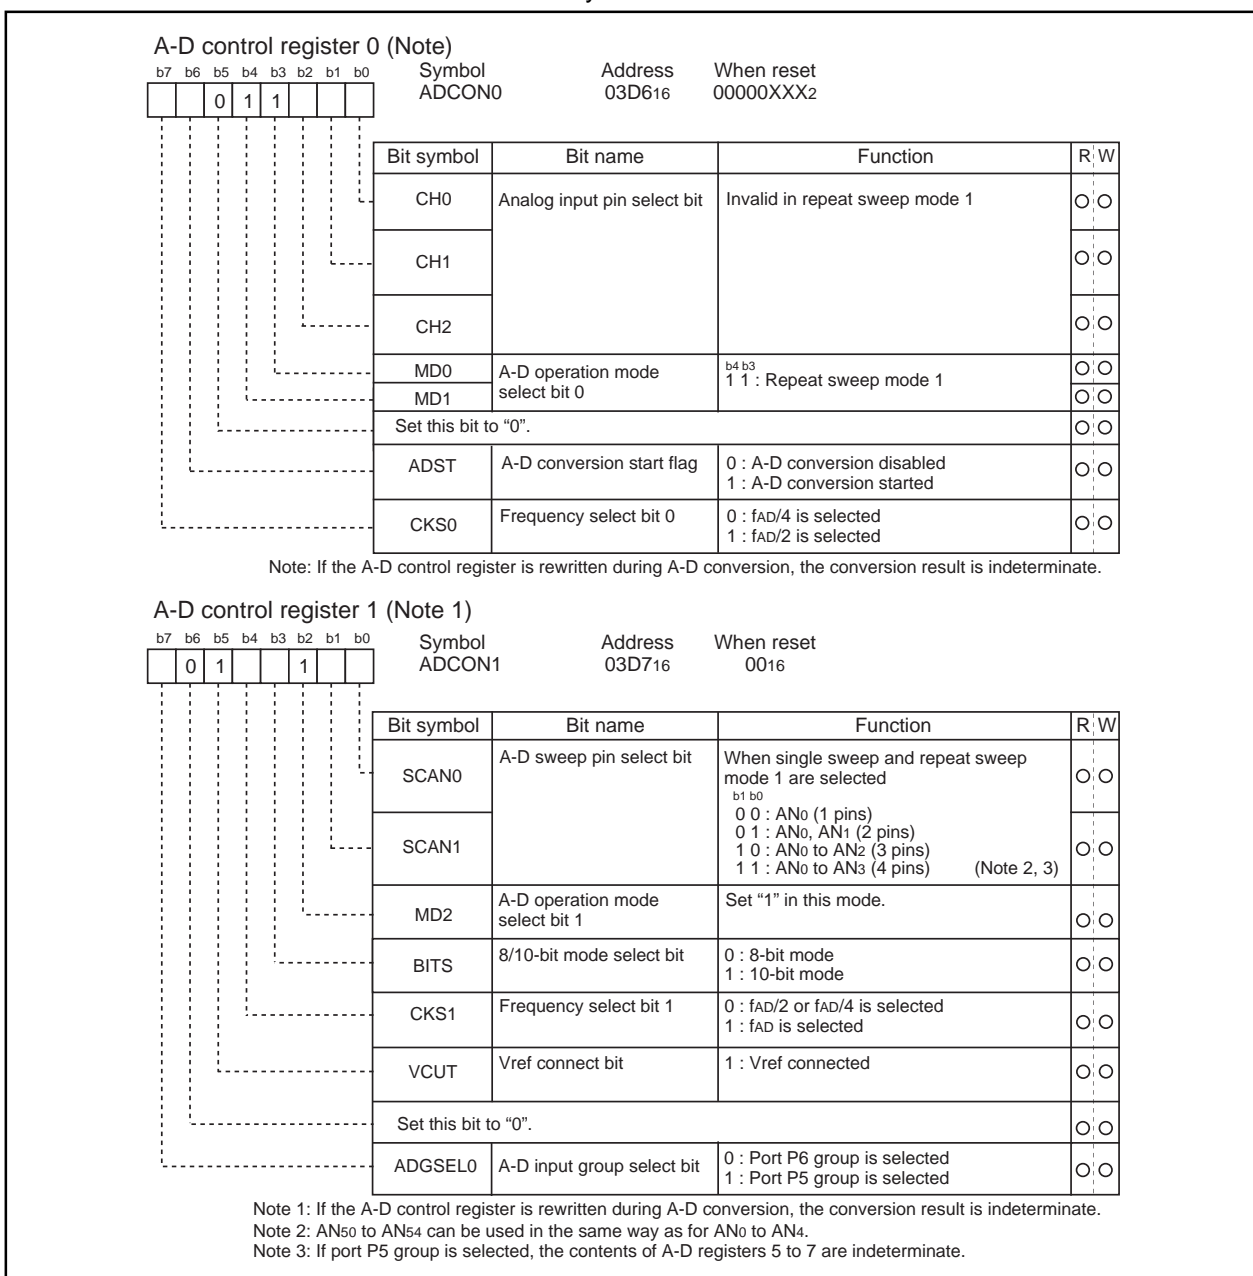 A-D control register 0 (Note)
b7 b6 b5 b4 b3 b2 b1 b0
0 1 1
Symbol Address When reset
ADCON0 03D616 00000XXX2
Bit symbol Bit name Function R W
CH0 Analog input pin select bit Invalid in repeat sweep mode 1
CH1
CH2
MD0 A-D operation mode select bit 0 b4 b3
1 1 : Repeat sweep mode 1
MD1
Set this bit to “0”.
ADST A-D conversion start flag 0 : A-D conversion disabled
1 : A-D conversion started
CKS0 Frequency select bit 0 0 : fAD/4 is selected
1 : fAD/2 is selected
Note: If the A-D control register is rewritten during A-D conversion, the conversion result is indeterminate.
A-D control register 1 (Note 1)
b7 b6 b5 b4 b3 b2 b1 b0
0 1 1
Symbol Address When reset
ADCON1 03D716 0016
Bit symbol Bit name Function R W
SCAN0 A-D sweep pin select bit When single sweep and repeat sweep
mode 1 are selected
b1 b0
0 0 : AN0 (1 pins)
0 1 : AN0, AN1 (2 pins)
SCAN1 1 0 : AN0 to AN2 (3 pins)
1 1 : AN0 to AN3 (4 pins) (Note 2, 3)
MD2 A-D operation mode select bit 1 Set “1” in this mode.
BITS 8/10-bit mode select bit 0 : 8-bit mode
1 : 10-bit mode
CKS1 Frequency select bit 1 0 : fAD/2 or fAD/4 is selected
1 : fAD is selected
VCUT Vref connect bit 1 : Vref connected
Set this bit to “0”.
ADGSEL0 A-D input group select bit 0 : Port P6 group is selected
1 : Port P5 group is selected
Note 1: If the A-D control register is rewritten during A-D conversion, the conversion result is indeterminate.
Note 2: AN50 to AN54 can be used in the same way as for AN0 to AN4.
Note 3: If port P5 group is selected, the contents of A-D registers 5 to 7 are indeterminate.